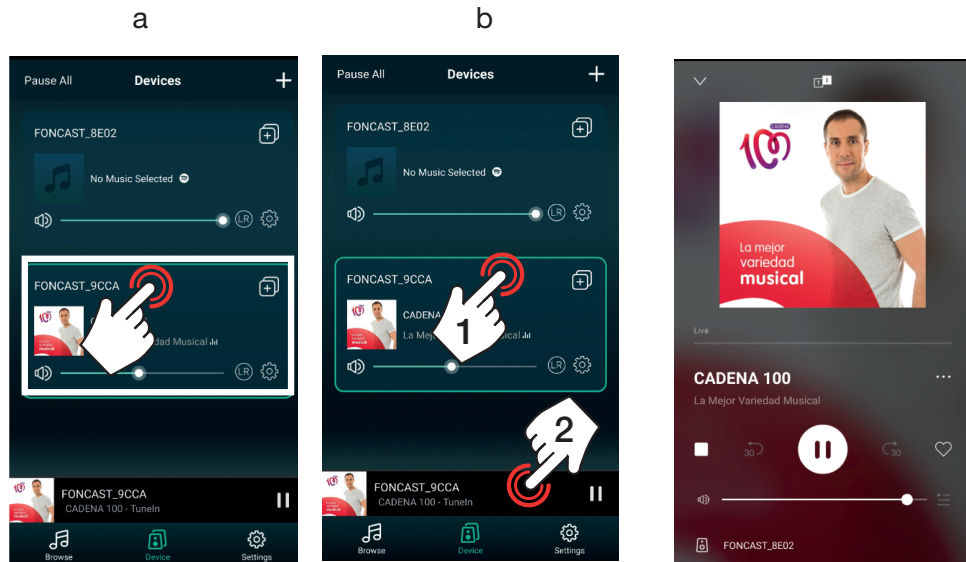 a
b
Pause All Devices +
FONCAST_8E02
No Music Selected
LR
FONCAST_9CCA
dad Musical
LR
FONCAST_9CCA
CADENA 100 - TuneIn
Browse Device Settings
Pause All Devices +
FONCAST_8E02
No Music Selected
LR
FONCAST_9CCA
CADENA
La Mej sical
1
LR
2
FONCAST_9CCA
CADENA 100 - TuneIn
Browse Device Settings
CADENA
100
La mejor
variedad
musical
Live
CADENA 100
La Mejor Variedad Musical
30 30
FONCAST_8E02